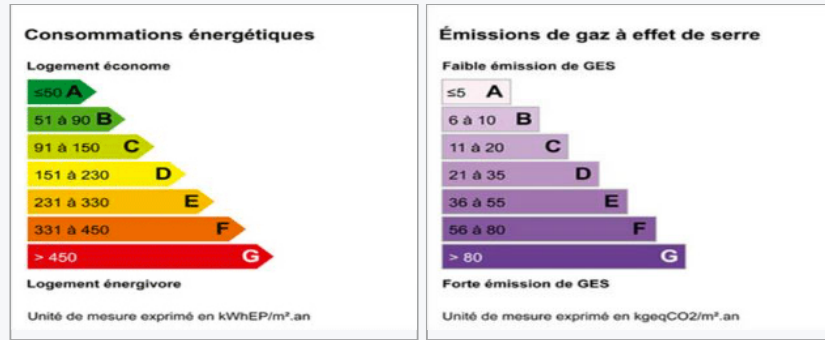 Consommations énergétiques
Logement économe
≤50 A
51 à 90 B
91 à 150 C
151 à 230 D
231 à 330 E
331 à 450 F
> 450 G
Logement énergivore
Unité de mesure exprimé en kWhEP/m².an
Émissions de gaz à effet de serre
Faible émission de GES
≤5 A
6 à 10 B
11 à 20 C
21 à 35 D
36 à 55 E
56 à 80 F
> 80 G
Forte émission de GES
Unité de mesure exprimé en kgeqCO2/m².an